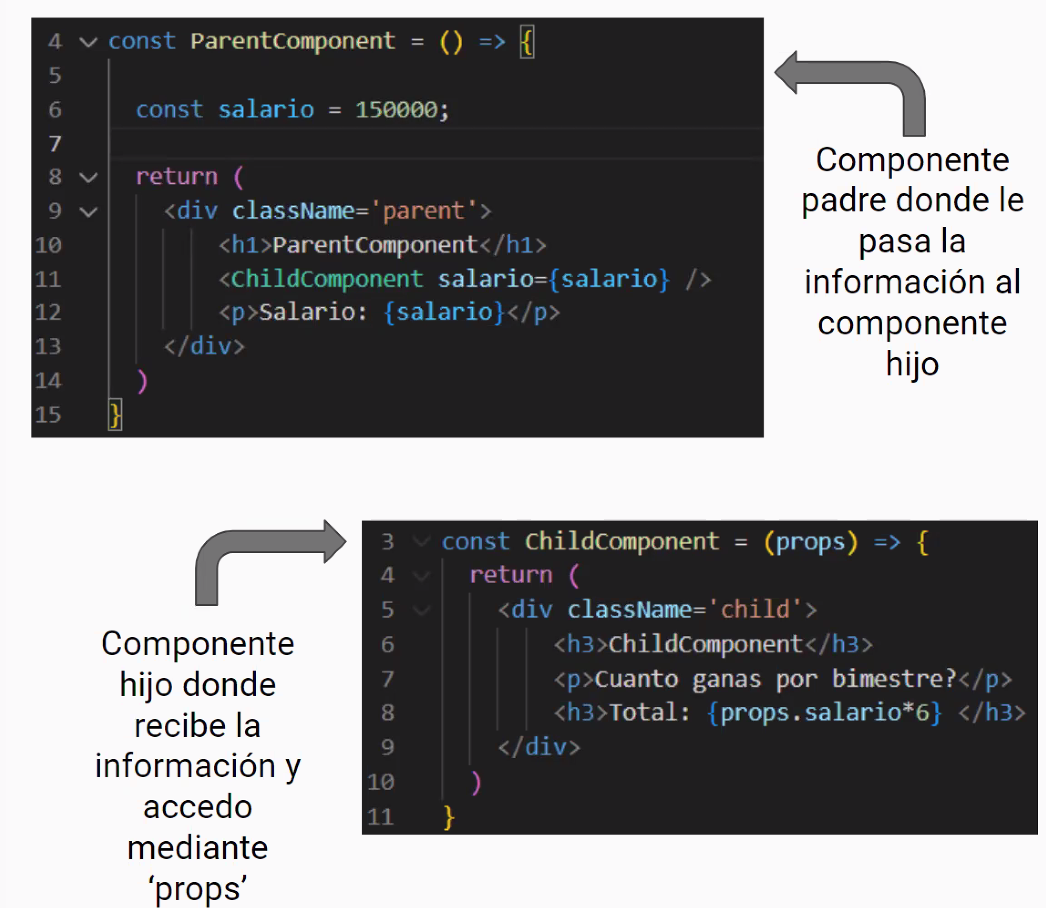 4 const ParentComponent = () => {
5
6 const salario = 150000;
7
8 return (
9 <div className='parent'>
10 <h1>ParentComponent</h1>
11 <ChildComponent salario={salario} />
12 <p>Salario: {salario}</p>
13 </div>
14 )
15 }
Componente
padre donde le
pasa la
información al
componente
hijo
Componente
hijo donde
recibe la
información y
accedo
mediante
‘props’
3 const ChildComponent = (props) => {
4 return (
5 <div className='child'>
6 <h3>ChildComponent</h3>
7 <p>Cuanto ganas por bimestre?</p>
8 <h3>Total: {props.salario*6} </h3>
9 </div>
10 )
11 }